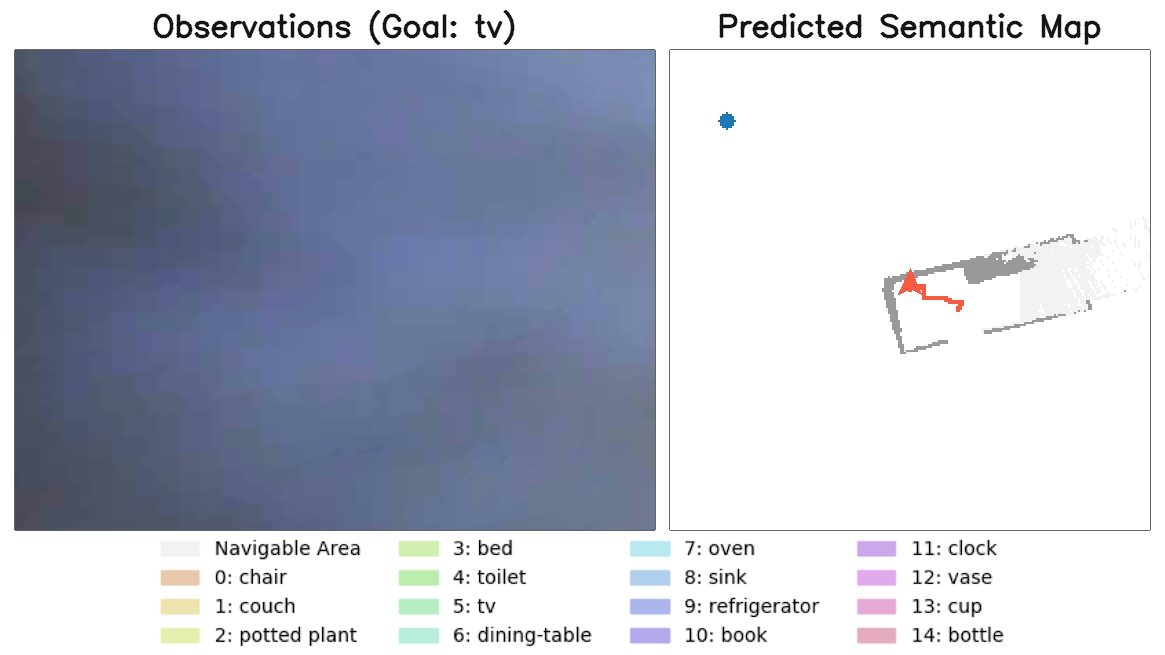 Observations (Goal: tv)
Predicted Semantic Map
Navigable Area
0: chair
1: couch
2: potted plant
3: bed
4: toilet
5: tv
6: dining-table
7: oven
8: sink
9: refrigerator
10: book
11: clock
12: vase
13: cup
14: bottle